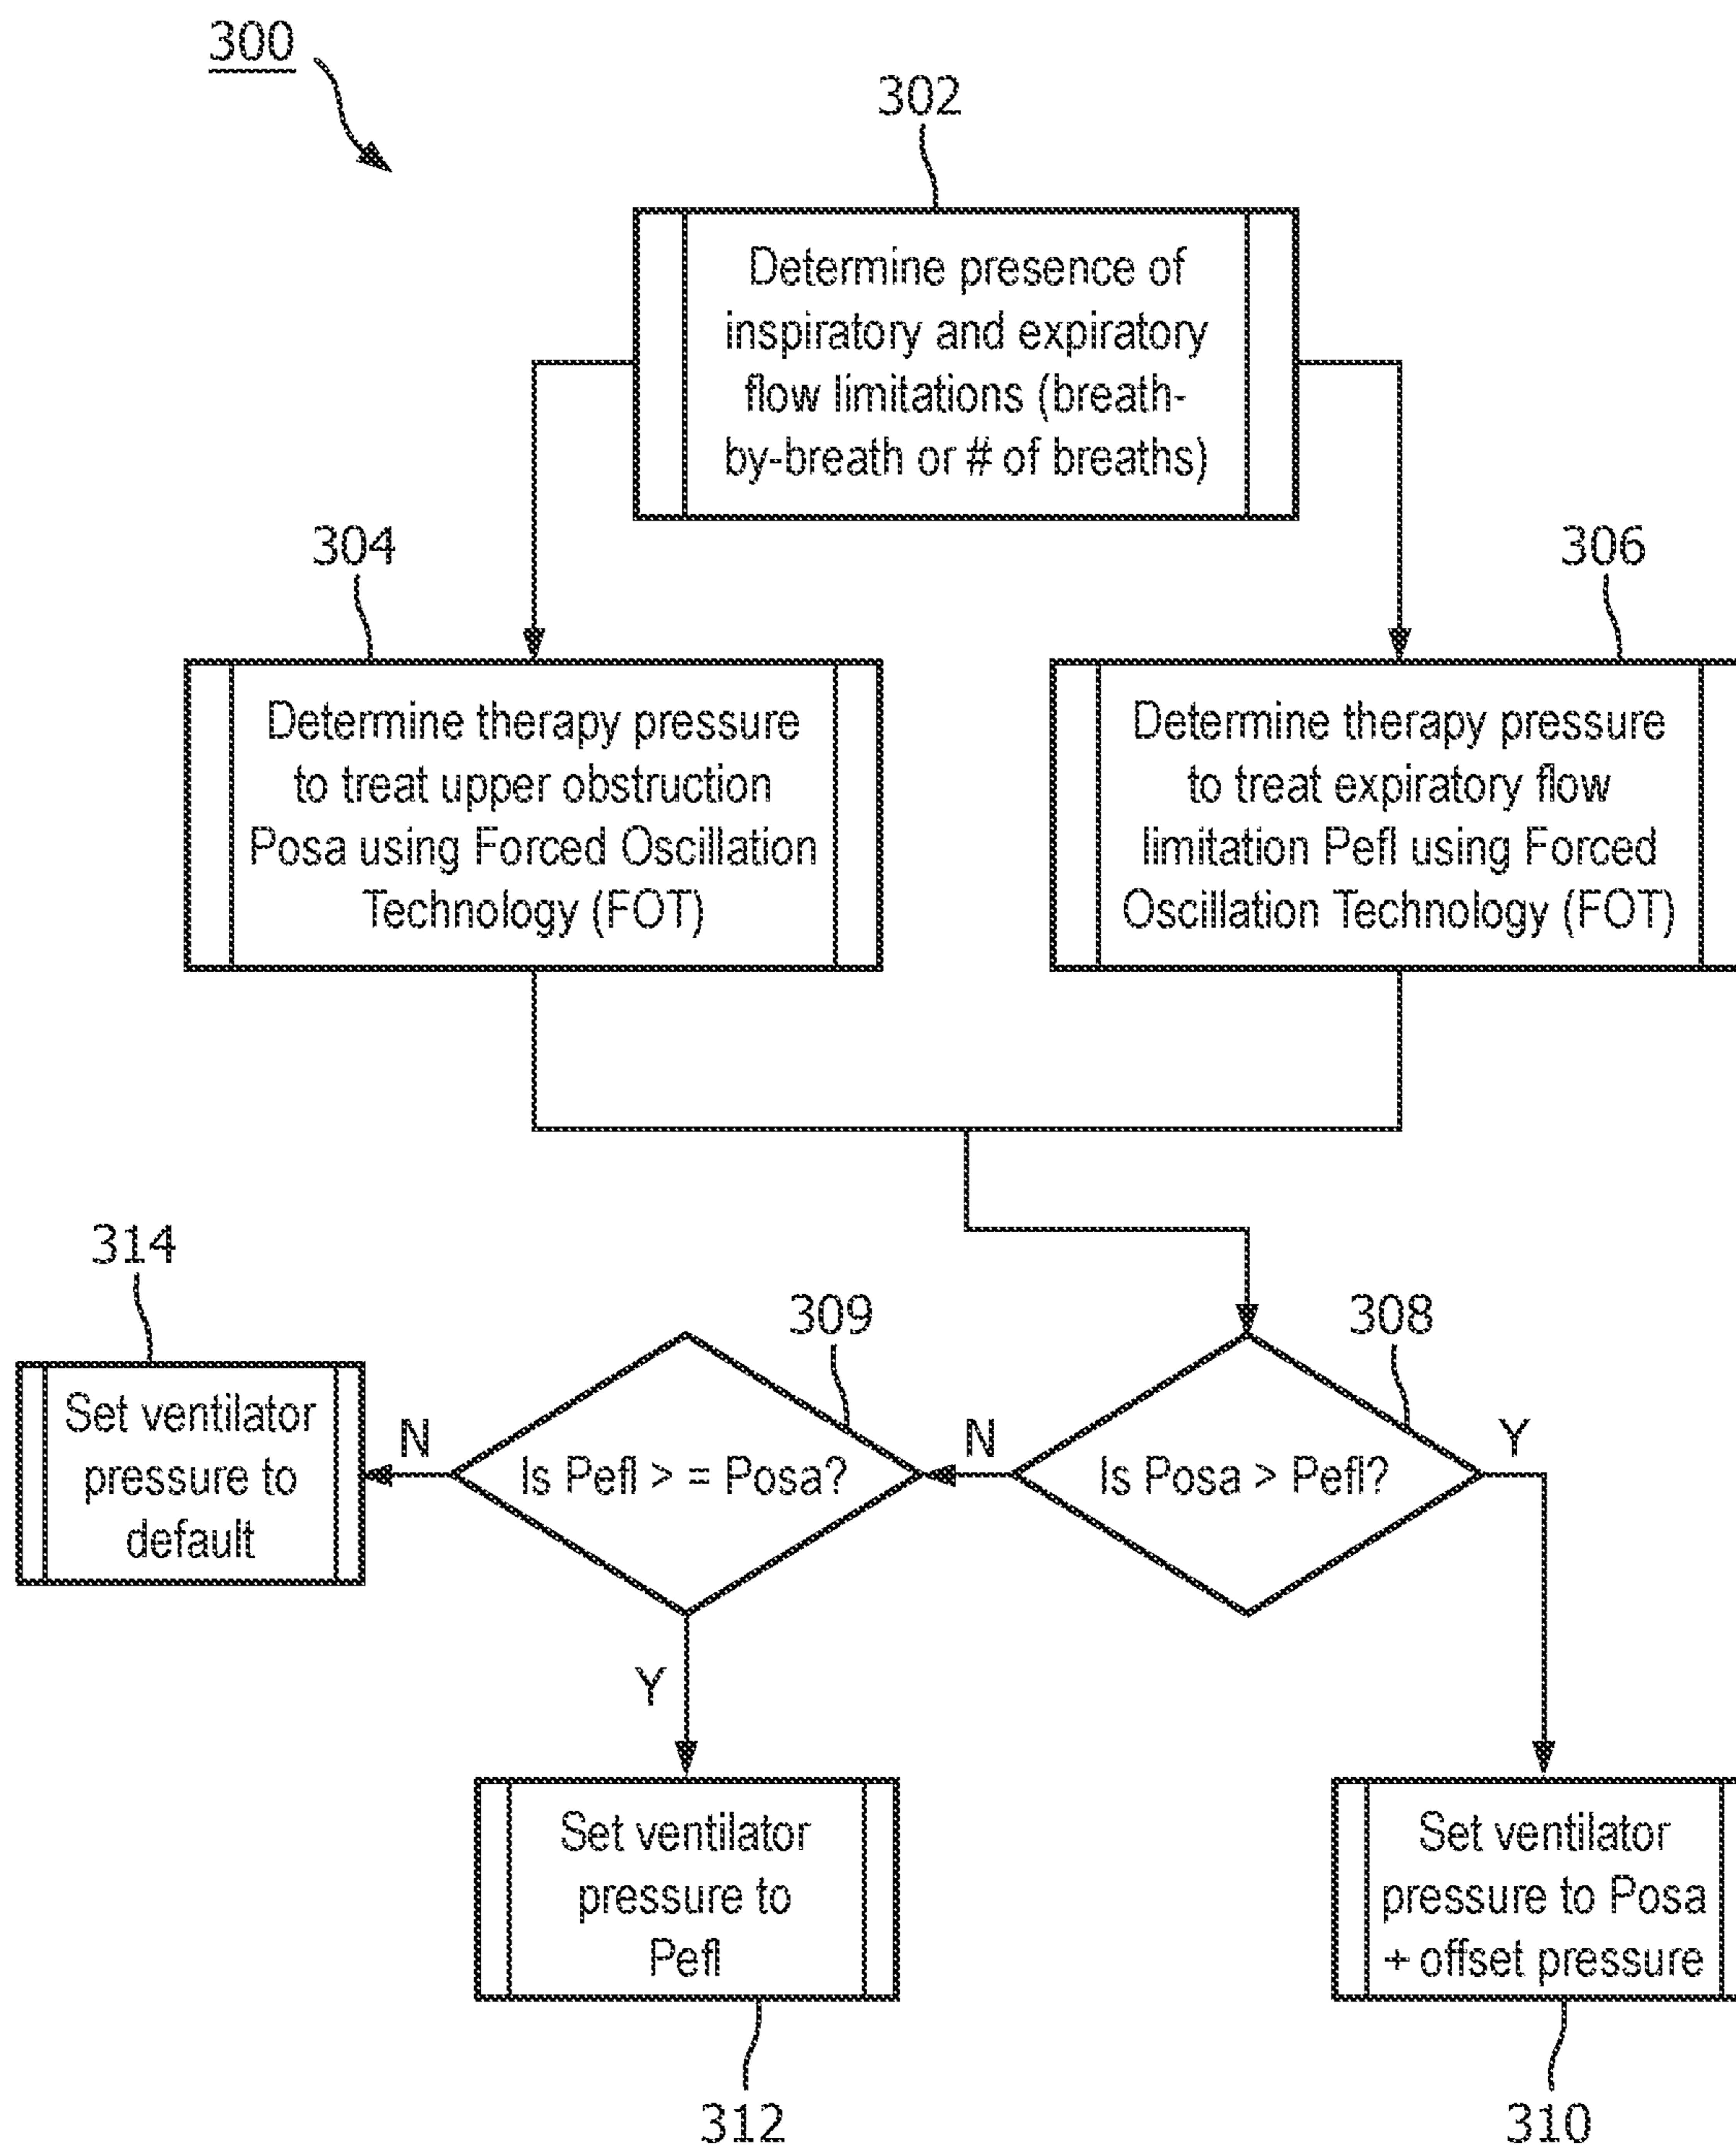 300
302
Determine presence of
inspiratory and expiratory
flow limitations (breath-
by-breath or # of breaths)
304
306
Determine therapy pressure
to treat upper obstruction
Posa using Forced Oscillation
Technology (FOT)
Determine therapy pressure
to treat expiratory flow
limitation Pefl using Forced
Oscillation Technology (FOT)
314
309
308
Set ventilator
pressure to
default
N
Is Pefl > = Posa?
N
Is Posa > Pefl?
Y
Y
Set ventilator
pressure to
Pefl
Set ventilator
pressure to Posa
+ offset pressure
312
310